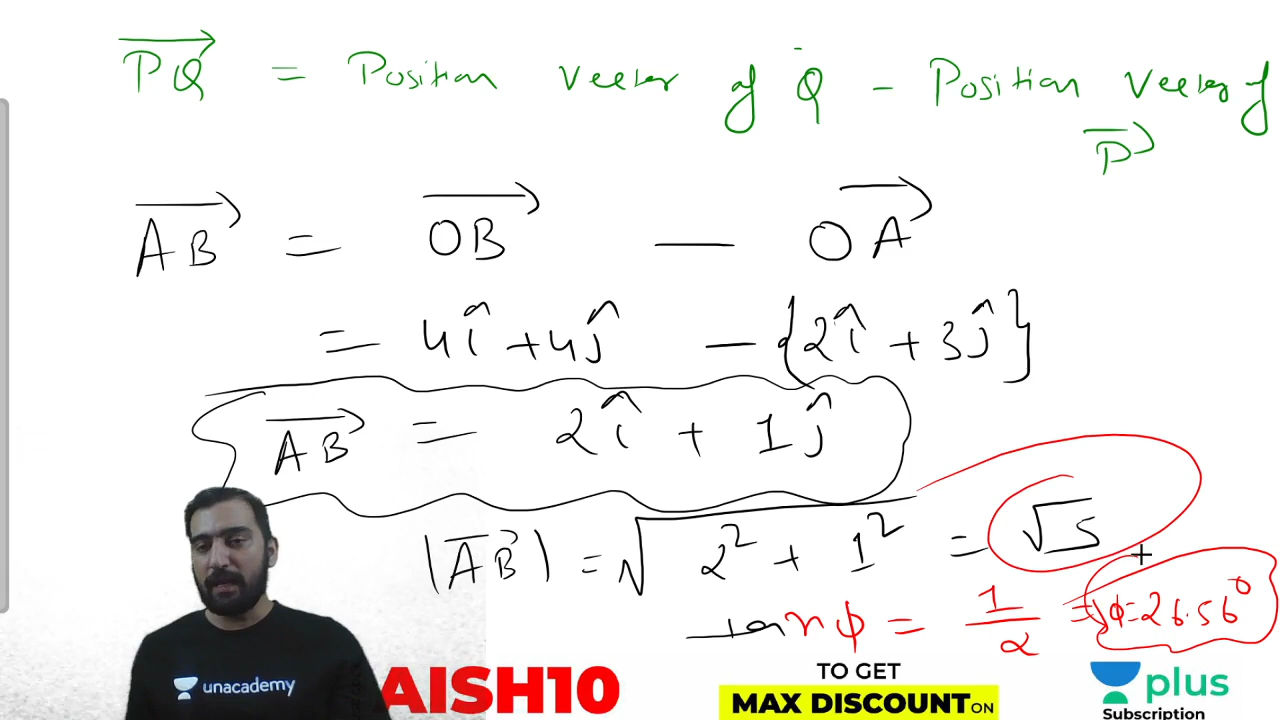 PQ = Position Vector of Q - Position Vector of
P
AB = OB - OA
= 4î + 4ĵ - {2î + 3ĵ}
AB = 2î + 1ĵ
|AB| = √2² + 1² = √5
tan φ = 1/2 ⇒ φ = 26.56°
unacademy
AISH10
TO GET
MAX DISCOUNT ON
plus
Subscription